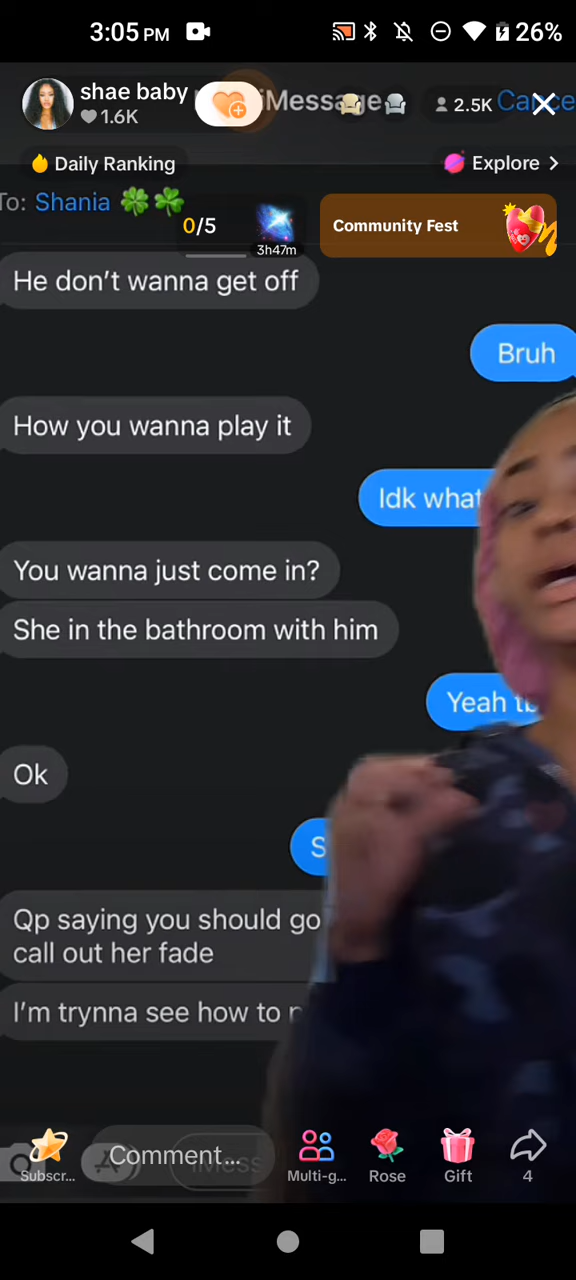 3:05 PM 26%
shae baby iMessage 2.5K Cance
1.6K
Daily Ranking Explore >
To: Shania
0/5 Community Fest
3h47m
He don't wanna get off
Bruh
How you wanna play it
Idk what
You wanna just come in?
She in the bathroom with him
Yeah
Ok
S
Qp saying you should go
call out her fade
I'm trynna see how to
Comment...
Subscr... Multi-g... Rose Gift 4